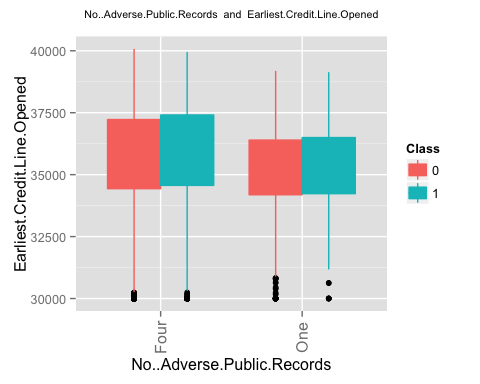 No..Adverse.Public.Records and Earliest.Credit.Line.Opened
Earliest.Credit.Line.Opened
40000
37500
35000
32500
30000
Four
One
No..Adverse.Public.Records
Class
0
1